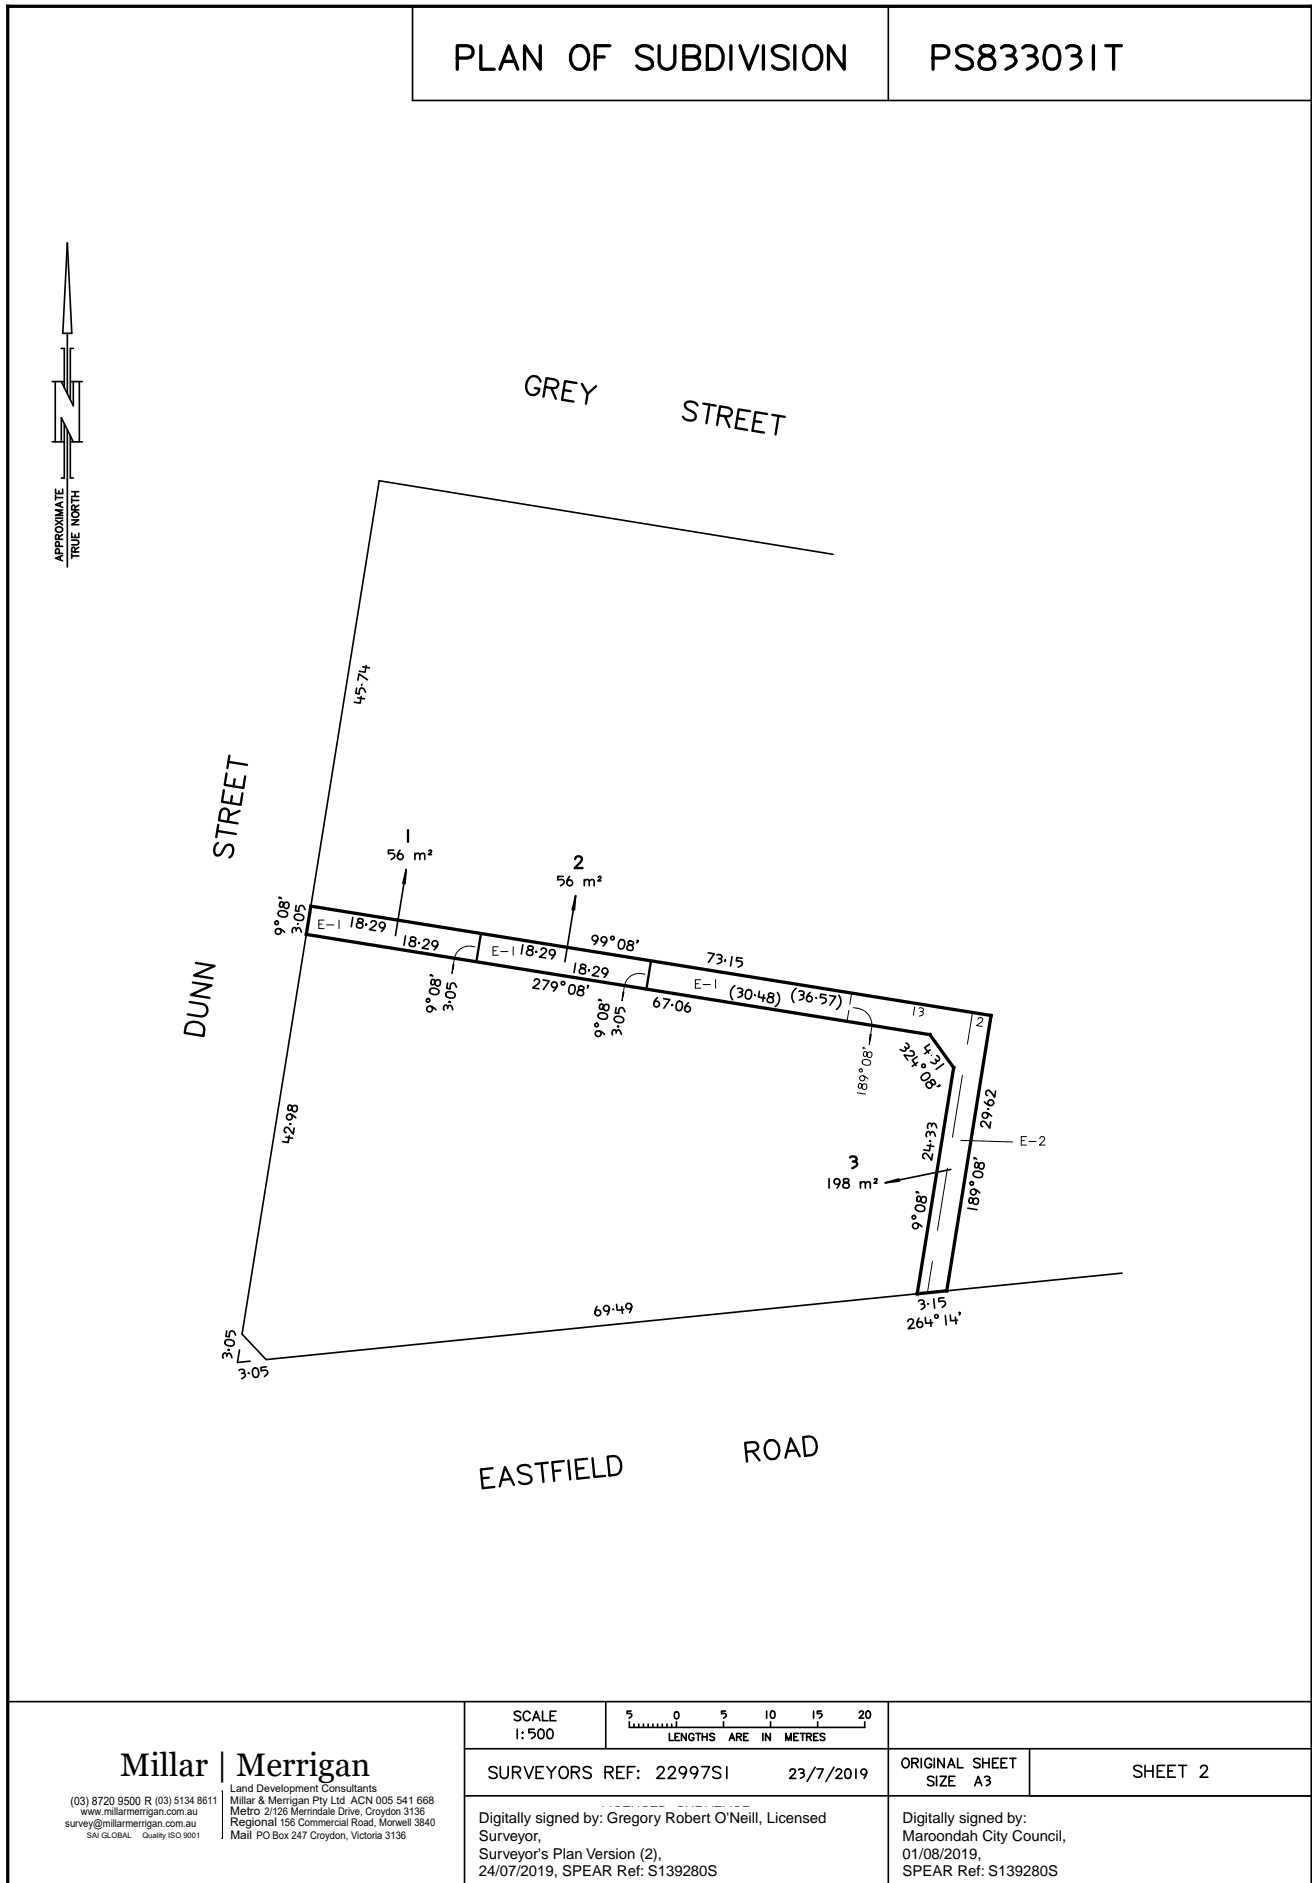 PLAN OF SUBDIVISION
PS833031T
APPROXIMATE
TRUE NORTH
GREY STREET
45·74
DUNN STREET
1
56 m²
2
56 m²
9°08'
3·05
E-1
18·29
18·29
9°08'
3·05
E-1
18·29
18·29
99°08'
73·15
279°08'
9°08'
3·05
67·06
E-1
(30·48)
(36·57)
13
2
189°08'
4·31
324°08'
29·62
E-2
24·33
189°08'
3
198 m²
9°08'
42·98
69·49
3·15
264°14'
3·05
3·05
EASTFIELD ROAD
SCALE
1:500
5 0 5 10 15 20
LENGTHS ARE IN METRES
Millar | Merrigan
Land Development Consultants
(03) 8720 9500 R (03) 5134 8611
Millar & Merrigan Pty Ltd ACN 005 541 668
www.millarmerrigan.com.au
Metro 2/126 Merrindale Drive, Croydon 3136
survey@millarmerrigan.com.au
Regional 156 Commercial Road, Morwell 3840
SAI GLOBAL Quality ISO 9001
Mail PO Box 247 Croydon, Victoria 3136
SURVEYORS REF: 22997S1 23/7/2019
ORIGINAL SHEET
SIZE A3
SHEET 2
Digitally signed by: Gregory Robert O'Neill, Licensed
Surveyor,
Surveyor's Plan Version (2),
24/07/2019, SPEAR Ref: S139280S
Digitally signed by:
Maroondah City Council,
01/08/2019,
SPEAR Ref: S139280S